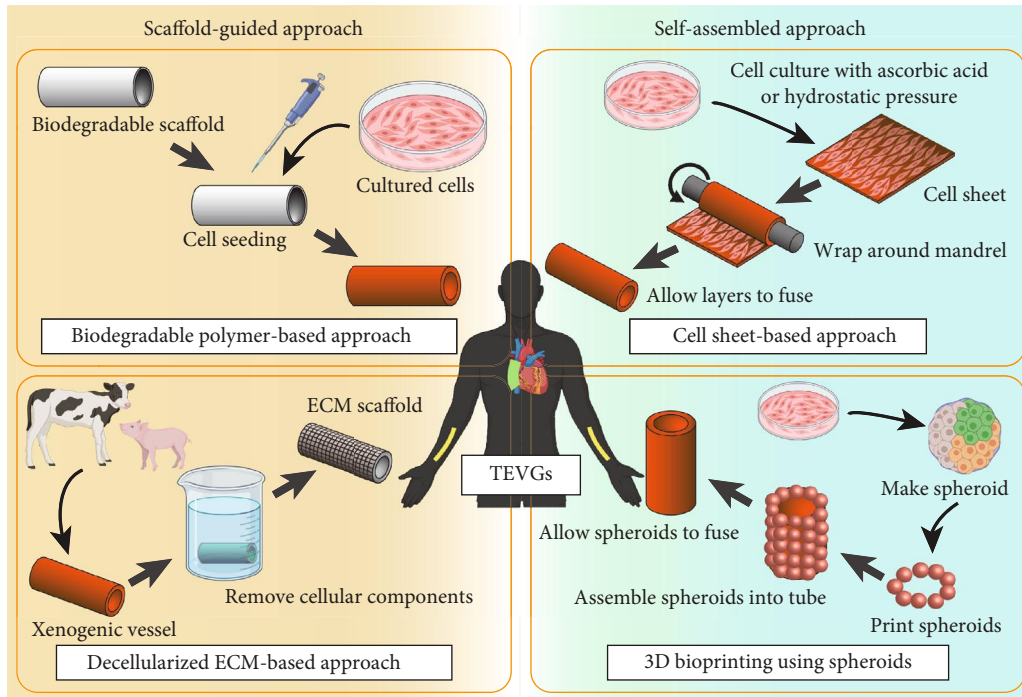 Scaffold-guided approach
Biodegradable scaffold
Cultured cells
Cell seeding
Biodegradable polymer-based approach
Self-assembled approach
Cell culture with ascorbic acid
or hydrostatic pressure
Cell sheet
Wrap around mandrel
Allow layers to fuse
Cell sheet-based approach
ECM scaffold
Remove cellular components
Xenogenic vessel
Decellularized ECM-based approach
TEVGs
Make spheroid
Allow spheroids to fuse
Assemble spheroids into tube
Print spheroids
3D bioprinting using spheroids